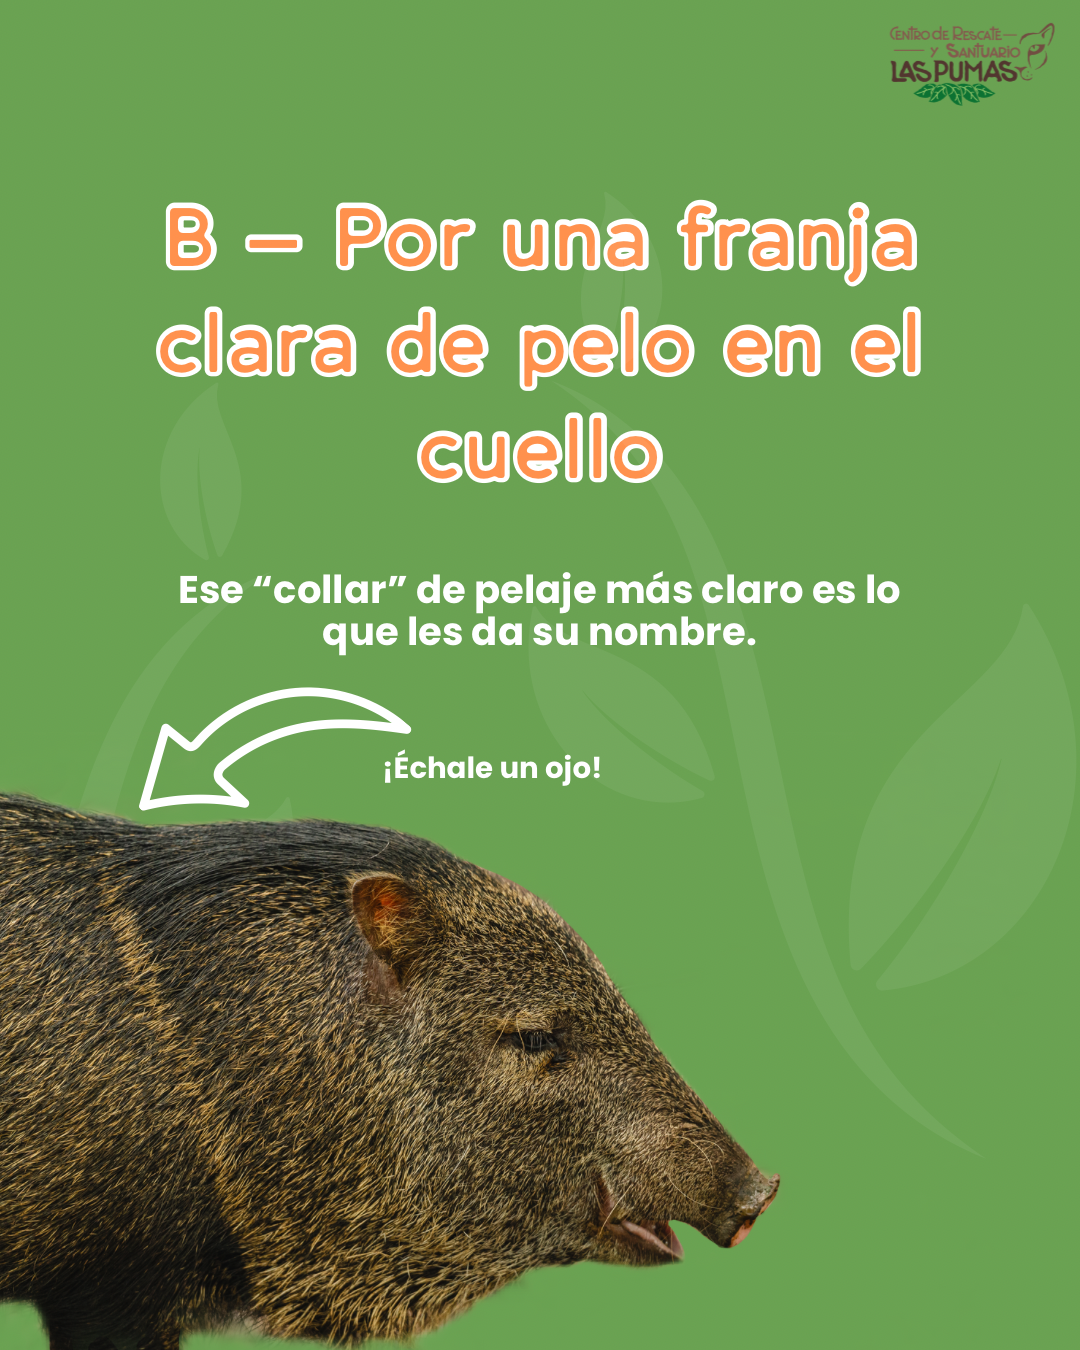 Centro de Rescate
y Santuario
LAS PUMAS
B – Por una franja
clara de pelo en el
cuello
Ese “collar” de pelaje más claro es lo
que les da su nombre.
¡Échale un ojo!